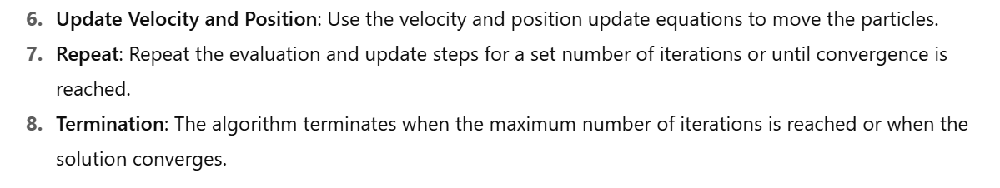 6. Update Velocity and Position: Use the velocity and position update equations to move the particles.
7. Repeat: Repeat the evaluation and update steps for a set number of iterations or until convergence is
reached.
8. Termination: The algorithm terminates when the maximum number of iterations is reached or when the
solution converges.